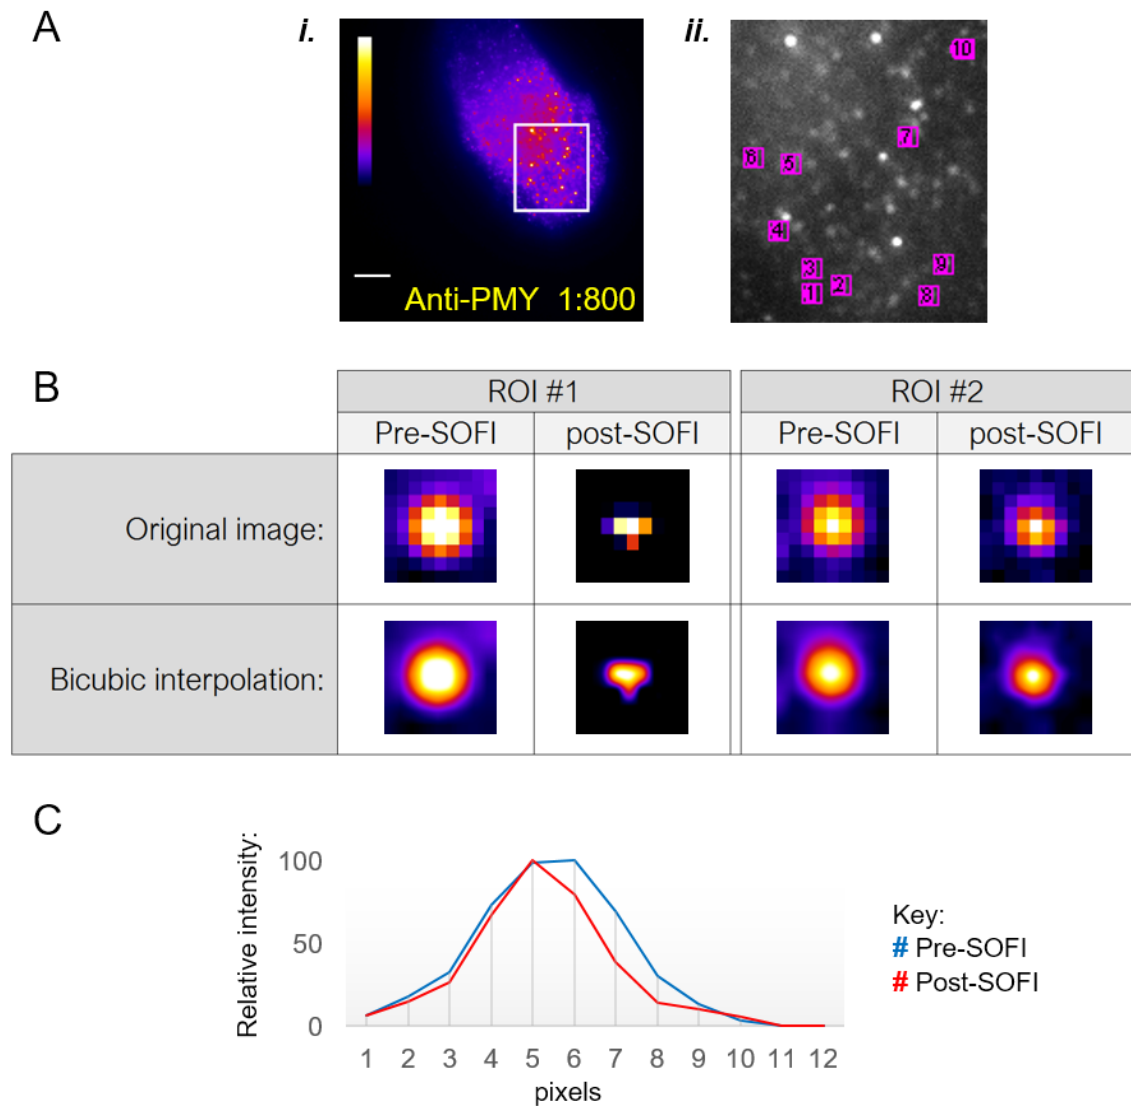 A
i.
ii.
Anti-PMY 1:800
10
7
6
5
4
3
9
2
1
8
B
ROI #1
ROI #2
Pre-SOFI
post-SOFI
Pre-SOFI
post-SOFI
Original image:
Bicubic interpolation:
C
Relative intensity:
100
50
0
1 2 3 4 5 6 7 8 9 10 11 12
pixels
Key:
# Pre-SOFI
# Post-SOFI